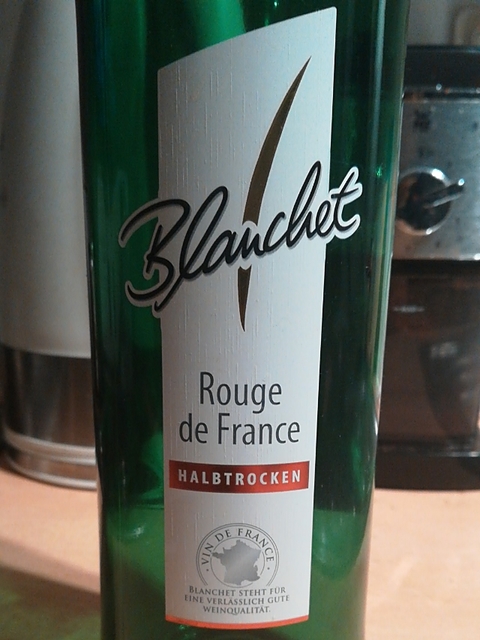 Blanchet
Rouge
de France
HALBTROCKEN
· VIN DE FRANCE ·
BLANCHET STEHT FÜR
EINE VERLÄSSLICH GUTE
WEINQUALITÄT.